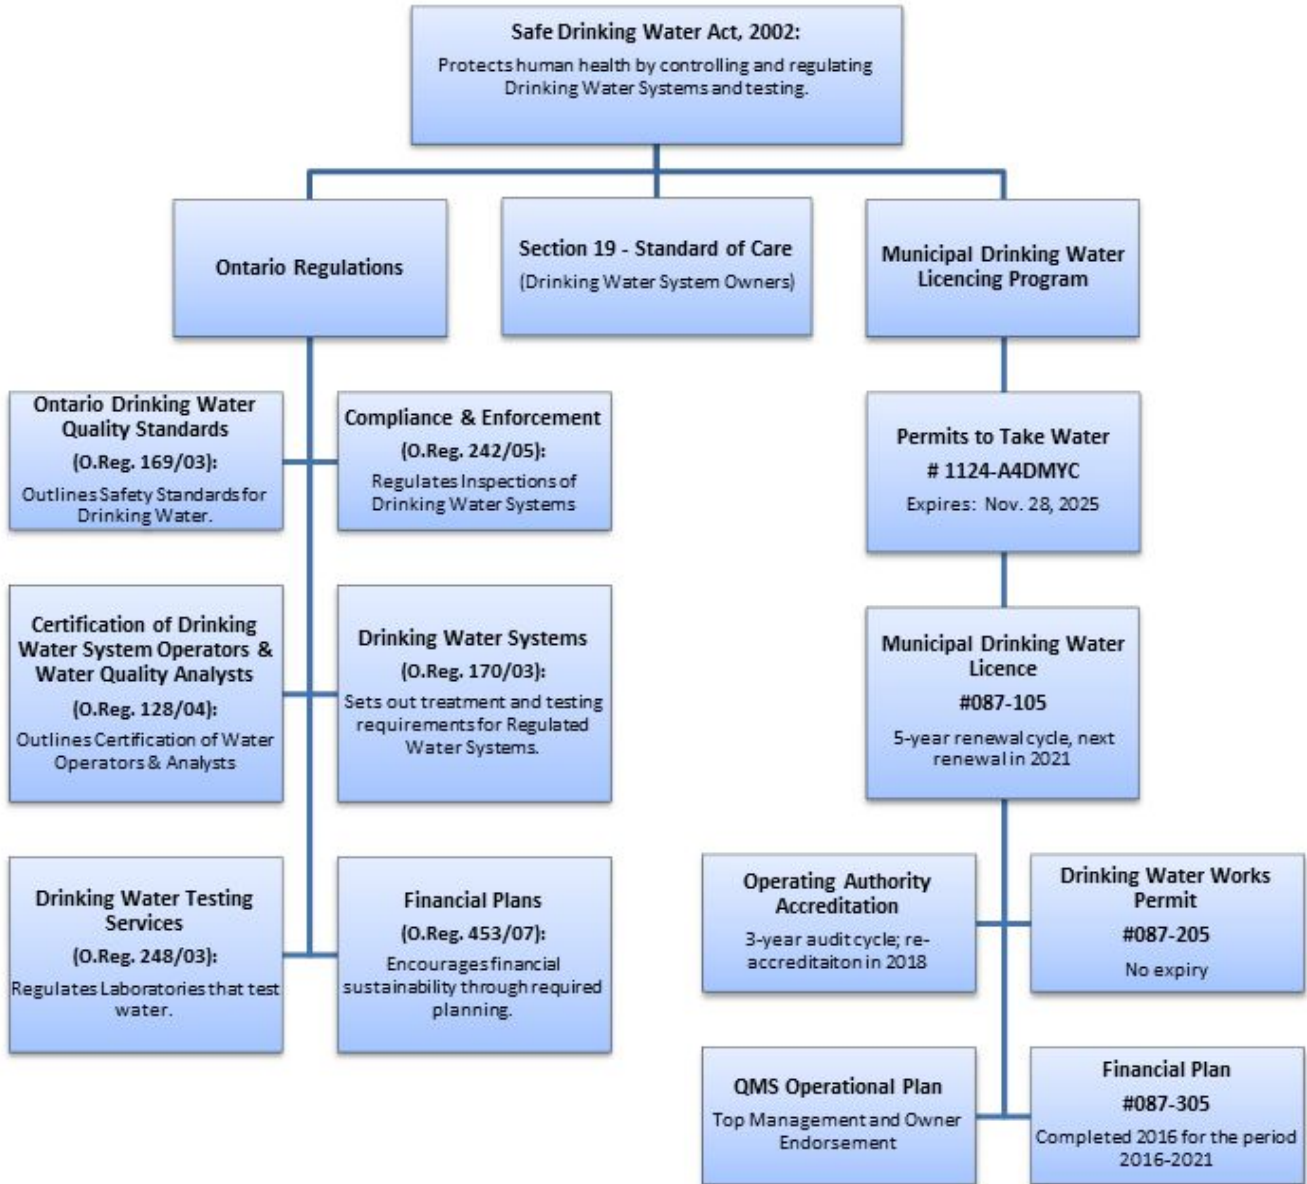 Safe Drinking Water Act, 2002:
Protects human health by controlling and regulating
Drinking Water Systems and testing.
Ontario Regulations
Section 19 - Standard of Care
(Drinking Water System Owners)
Municipal Drinking Water
Licencing Program
Ontario Drinking Water
Quality Standards
(O.Reg. 169/03):
Outlines Safety Standards for
Drinking Water.
Compliance & Enforcement
(O.Reg. 242/05):
Regulates Inspections of
Drinking Water Systems
Permits to Take Water
# 1124-A4DMYC
Expires: Nov. 28, 2025
Certification of Drinking
Water System Operators &
Water Quality Analysts
(O.Reg. 128/04):
Outlines Certification of Water
Operators & Analysts
Drinking Water Systems
(O.Reg. 170/03):
Sets out treatment and testing
requirements for Regulated
Water Systems.
Municipal Drinking Water
Licence
#087-105
5-year renewal cycle, next
renewal in 2021
Drinking Water Testing
Services
(O.Reg. 248/03):
Regulates Laboratories that test
water.
Financial Plans
(O.Reg. 453/07):
Encourages financial
sustainability through required
planning.
Operating Authority
Accreditation
3-year audit cycle; re-
accreditaiton in 2018
Drinking Water Works
Permit
#087-205
No expiry
QMS Operational Plan
Top Management and Owner
Endorsement
Financial Plan
#087-305
Completed 2016 for the period
2016-2021